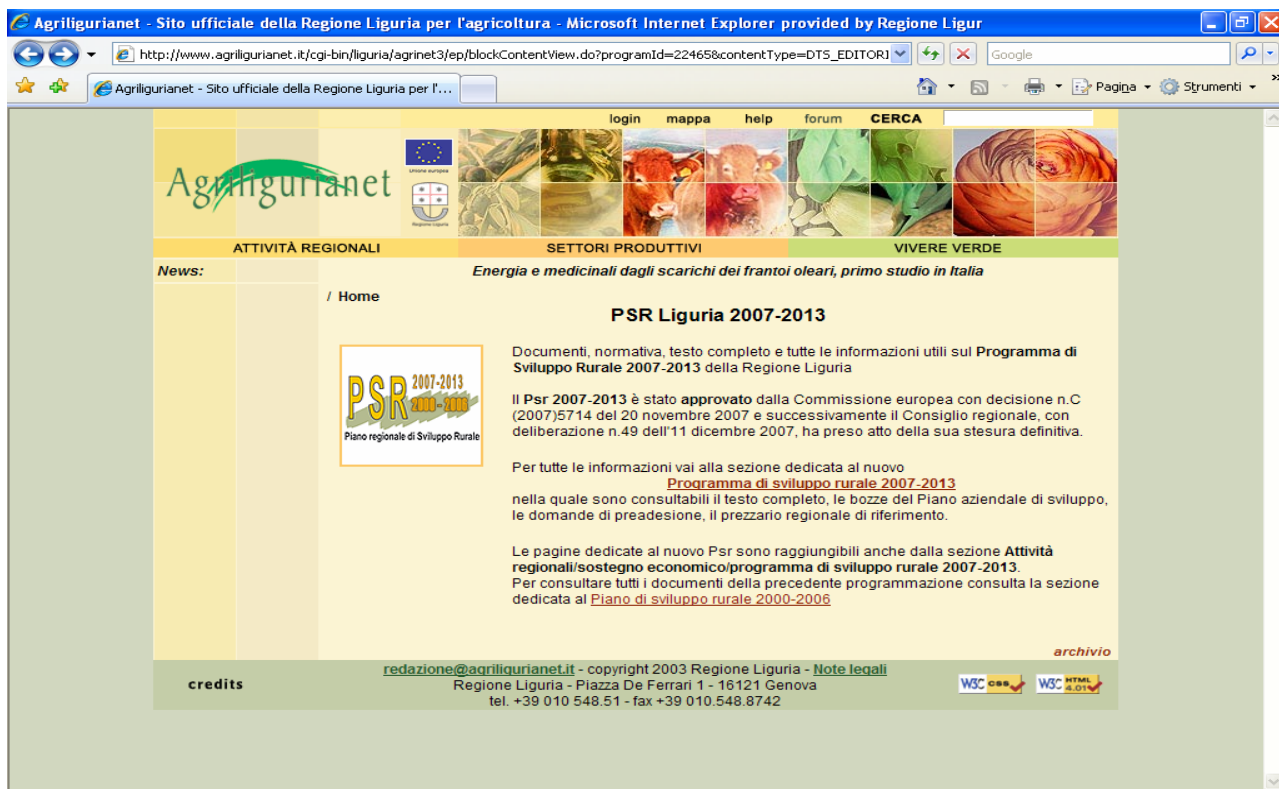 Agriligurianet - Sito ufficiale della Regione Liguria per l'agricoltura - Microsoft Internet Explorer provided by Regione Ligur
http://www.agriligurianet.it/cgi-bin/liguria/agrinet3/ep/blockContentView.do?programId=22465&contentType=DTS_EDITORI
Google
Agriligurianet - Sito ufficiale della Regione Liguria per l'...
Pagina
Strumenti
login mappa help forum CERCA
Agriligurianet
Unione europea
Regione Liguria
ATTIVITÀ REGIONALI SETTORI PRODUTTIVI VIVERE VERDE
News: Energia e medicinali dagli scarichi dei frantoi oleari, primo studio in Italia
/ Home
PSR Liguria 2007-2013
PSR 2007-2013
2000-2006
Piano regionale di Sviluppo Rurale
Documenti, normativa, testo completo e tutte le informazioni utili sul Programma di
Sviluppo Rurale 2007-2013 della Regione Liguria
Il Psr 2007-2013 è stato approvato dalla Commissione europea con decisione n.C
(2007)5714 del 20 novembre 2007 e successivamente il Consiglio regionale, con
deliberazione n.49 dell'11 dicembre 2007, ha preso atto della sua stesura definitiva.
Per tutte le informazioni vai alla sezione dedicata al nuovo
Programma di sviluppo rurale 2007-2013
nella quale sono consultabili il testo completo, le bozze del Piano aziendale di sviluppo,
le domande di preadesione, il prezzario regionale di riferimento.
Le pagine dedicate al nuovo Psr sono raggiungibili anche dalla sezione Attività
regionali/sostegno economico/programma di sviluppo rurale 2007-2013.
Per consultare tutti i documenti della precedente programmazione consulta la sezione
dedicata al Piano di sviluppo rurale 2000-2006
archivio
credits
redazione@agriligurianet.it - copyright 2003 Regione Liguria - Note legali
Regione Liguria - Piazza De Ferrari 1 - 16121 Genova
tel. +39 010 548.51 - fax +39 010.548.8742
W3C css
W3C HTML 4.01